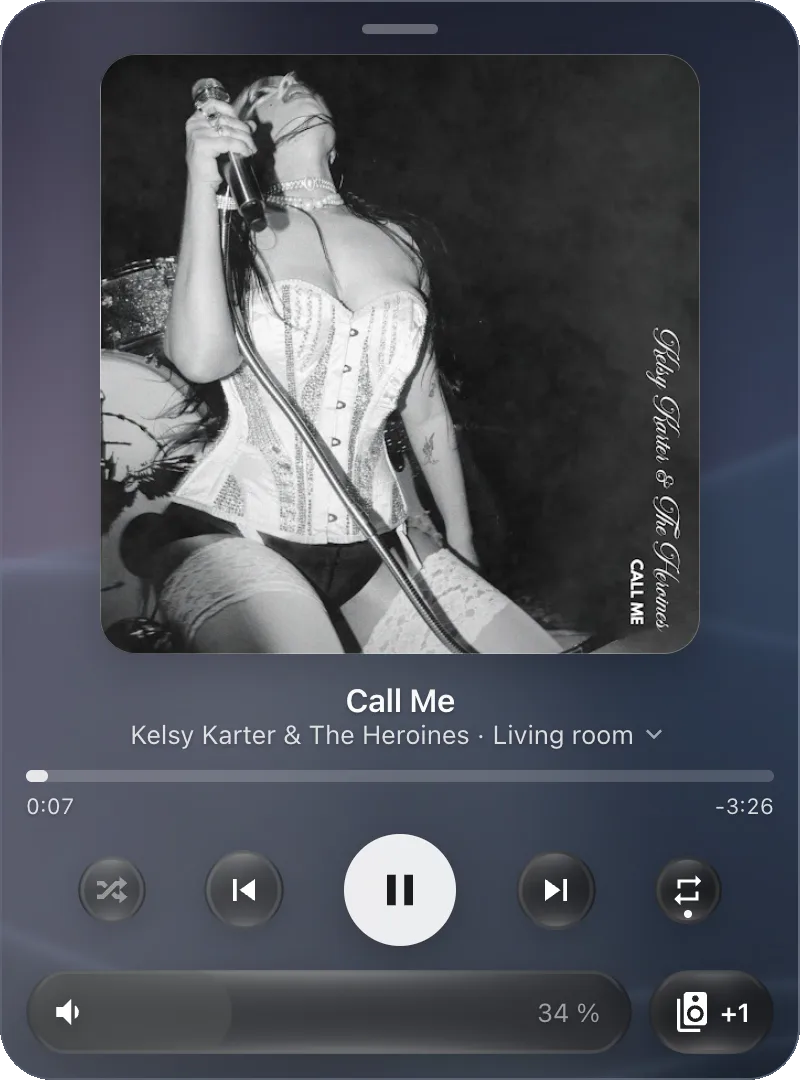 Kelsy Karter & The Heroines
CALL ME
Call Me
Kelsy Karter & The Heroines · Living room
0:07
-3:26
34 %
+1